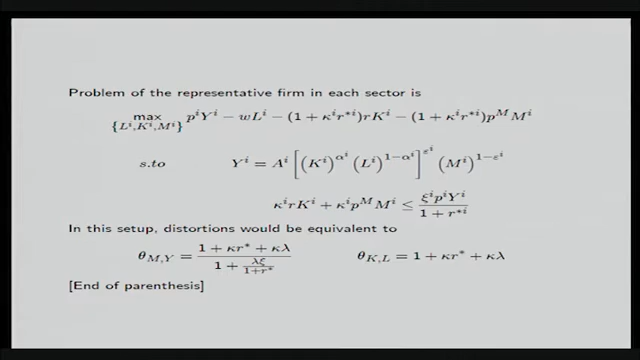 Problem of the representative firm in each sector is
max_{L^i,K^i,M^i} p^i Y^i − wL^i − (1 + κ^i r^{*i})rK^i − (1 + κ^i r^{*i})p^M M^i
s.to Y^i = A^i [(K^i)^{α^i} (L^i)^{1−α^i}]^{ε^i} (M^i)^{1−ε^i}
κ^i rK^i + κ^i p^M M^i ≤ ξ^i p^i Y^i / (1 + r^{*i})
In this setup, distortions would be equivalent to
θ_{M,Y} = (1 + κr^* + κλ) / (1 + λξ/(1+r^*)) θ_{K,L} = 1 + κr^* + κλ
[End of parenthesis]